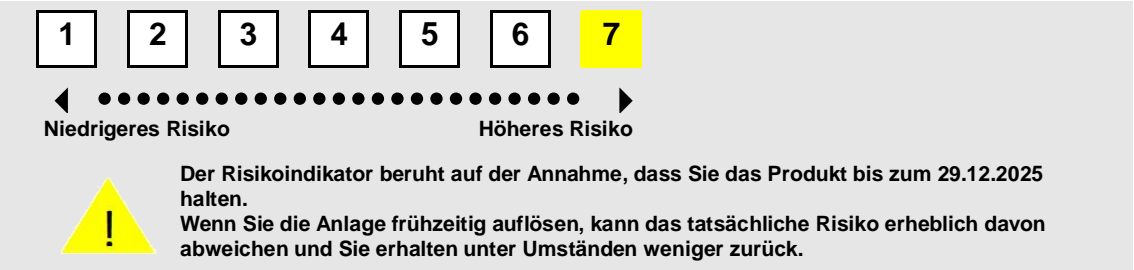 1 2 3 4 5 6 7
Niedrigeres Risiko Höheres Risiko
Der Risikoindikator beruht auf der Annahme, dass Sie das Produkt bis zum 29.12.2025
halten.
Wenn Sie die Anlage frühzeitig auflösen, kann das tatsächliche Risiko erheblich davon
abweichen und Sie erhalten unter Umständen weniger zurück.
!